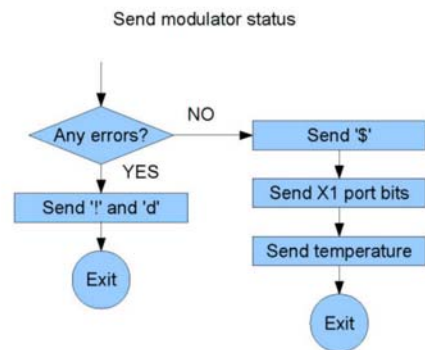 Send modulator status
Any errors?
NO
YES
Send '!' and 'd'
Exit
Send '$'
Send X1 port bits
Send temperature
Exit